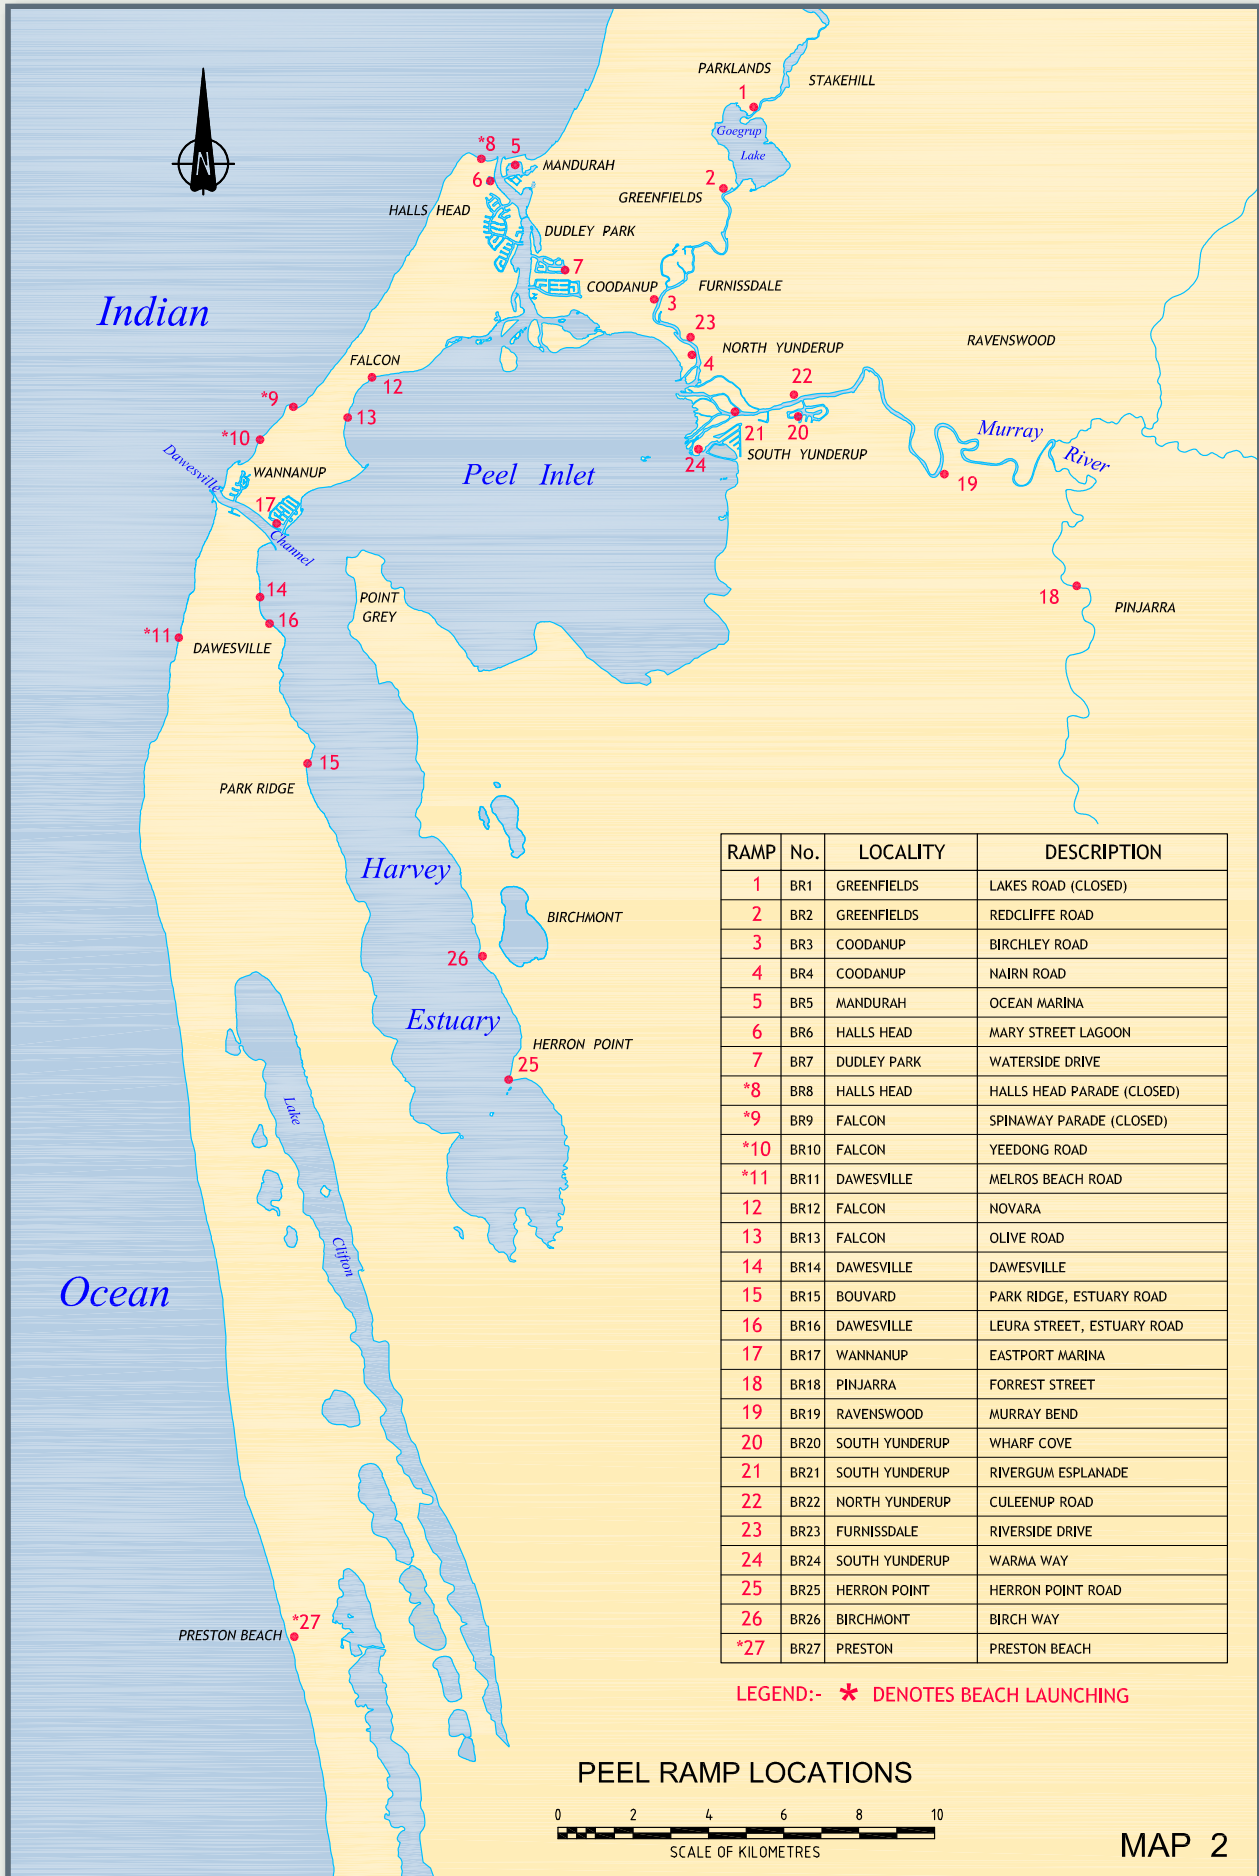 PARKLANDS
STAKEHILL
1
Goegrup
Lake
N
*8
5
MANDURAH
6
2
GREENFIELDS
HALLS HEAD
DUDLEY PARK
7
COODANUP
FURNISSDALE
3
Indian
23
NORTH YUNDERUP
RAVENSWOOD
4
FALCON
12
22
*9
13
21
20
Murray
*10
SOUTH YUNDERUP
River
24
Dawesville
WANNANUP
Peel Inlet
19
17
Channel
14
POINT
GREY
18
PINJARRA
16
*11
DAWESVILLE
15
PARK RIDGE
Harvey
BIRCHMONT
26
Estuary
HERRON POINT
25
Lake
Clifton
Ocean
*27
PRESTON BEACH
RAMP No. LOCALITY DESCRIPTION
1 BR1 GREENFIELDS LAKES ROAD (CLOSED)
2 BR2 GREENFIELDS REDCLIFFE ROAD
3 BR3 COODANUP BIRCHLEY ROAD
4 BR4 COODANUP NAIRN ROAD
5 BR5 MANDURAH OCEAN MARINA
6 BR6 HALLS HEAD MARY STREET LAGOON
7 BR7 DUDLEY PARK WATERSIDE DRIVE
*8 BR8 HALLS HEAD HALLS HEAD PARADE (CLOSED)
*9 BR9 FALCON SPINAWAY PARADE (CLOSED)
*10 BR10 FALCON YEEDONG ROAD
*11 BR11 DAWESVILLE MELROS BEACH ROAD
12 BR12 FALCON NOVARA
13 BR13 FALCON OLIVE ROAD
14 BR14 DAWESVILLE DAWESVILLE
15 BR15 BOUVARD PARK RIDGE, ESTUARY ROAD
16 BR16 DAWESVILLE LEURA STREET, ESTUARY ROAD
17 BR17 WANNANUP EASTPORT MARINA
18 BR18 PINJARRA FORREST STREET
19 BR19 RAVENSWOOD MURRAY BEND
20 BR20 SOUTH YUNDERUP WHARF COVE
21 BR21 SOUTH YUNDERUP RIVERGUM ESPLANADE
22 BR22 NORTH YUNDERUP CULEENUP ROAD
23 BR23 FURNISSDALE RIVERSIDE DRIVE
24 BR24 SOUTH YUNDERUP WARMA WAY
25 BR25 HERRON POINT HERRON POINT ROAD
26 BR26 BIRCHMONT BIRCH WAY
*27 BR27 PRESTON PRESTON BEACH
LEGEND:- * DENOTES BEACH LAUNCHING
PEEL RAMP LOCATIONS
0 2 4 6 8 10
SCALE OF KILOMETRES
MAP 2